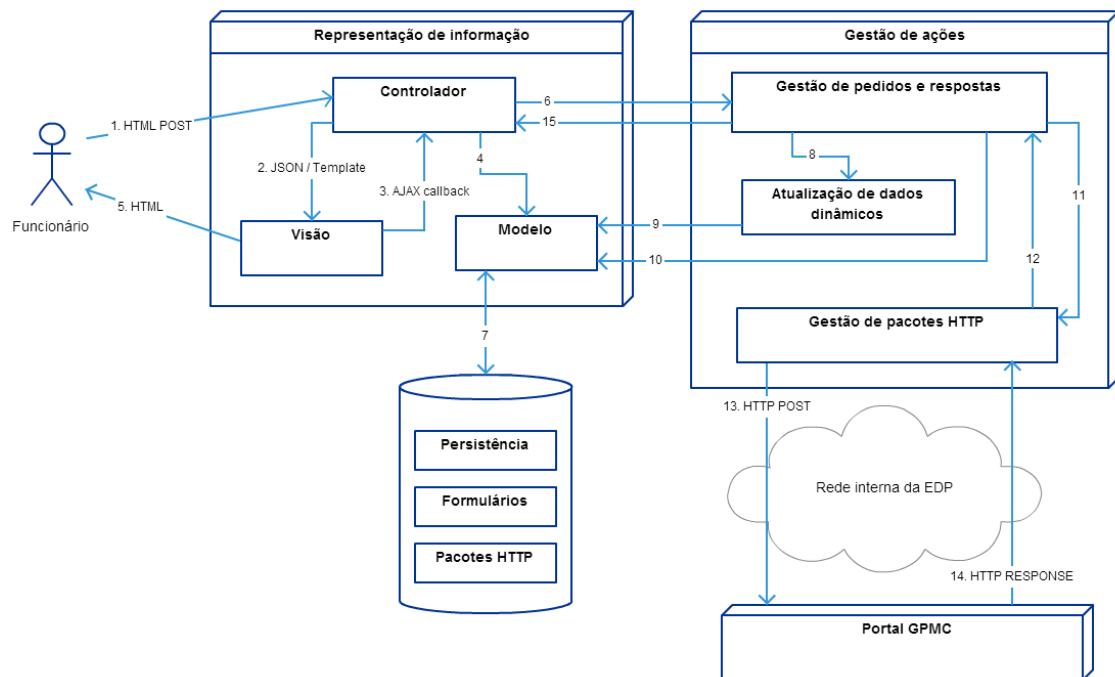 Representação de informação
Gestão de ações
Controlador
Gestão de pedidos e respostas
6
15
1. HTML POST
2. JSON / Template
4
3. AJAX callback
8
11
Atualização de dados
dinâmicos
5. HTML
Funcionário
Visão
Modelo
9
10
12
Gestão de pacotes HTTP
7
13. HTTP POST
Persistência
Rede interna da EDP
Formulários
Pacotes HTTP
14. HTTP RESPONSE
Portal GPMC